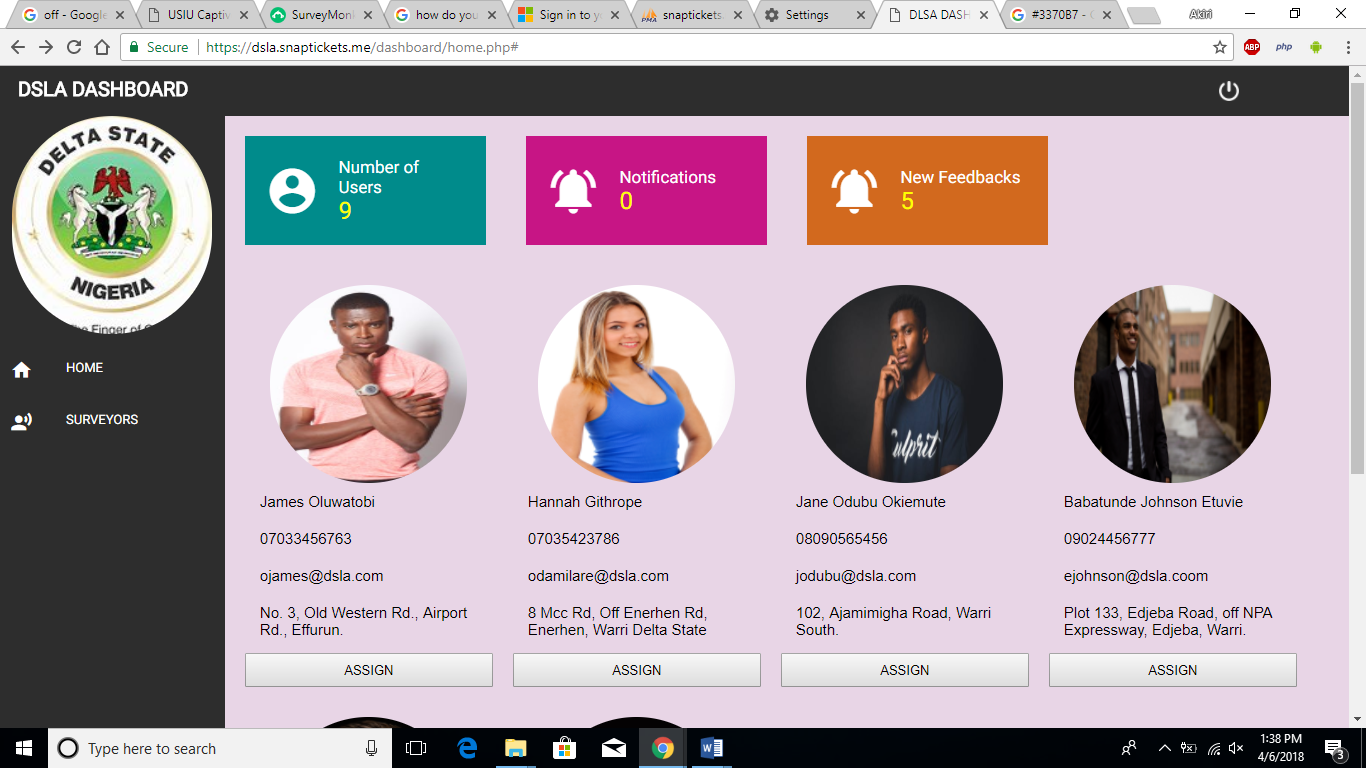 off - Google
USIU Captiv
SurveyMon
how do you
Sign in to y
snaptickets.
Settings
DLSA DASH
#3370B7 - G
Akiri
Secure
https://dsla.snaptickets.me/dashboard/home.php#
ABP
php
DSLA DASHBOARD
DELTA STATE
NIGERIA
HOME
SURVEYORS
Number of
Users
9
Notifications
0
New Feedbacks
5
Culprit
James Oluwatobi
07033456763
ojames@dsla.com
No. 3, Old Western Rd., Airport
Rd., Effurun.
ASSIGN
Hannah Githrope
07035423786
odamilare@dsla.com
8 Mcc Rd, Off Enerhen Rd,
Enerhen, Warri Delta State
ASSIGN
Jane Odubu Okiemute
08090565456
jodubu@dsla.com
102, Ajamimigha Road, Warri
South.
ASSIGN
Babatunde Johnson Etuvie
09024456777
ejohnson@dsla.coom
Plot 133, Edjeba Road, off NPA
Expressway, Edjeba, Warri.
ASSIGN
Type here to search
1:38 PM
4/6/2018
3